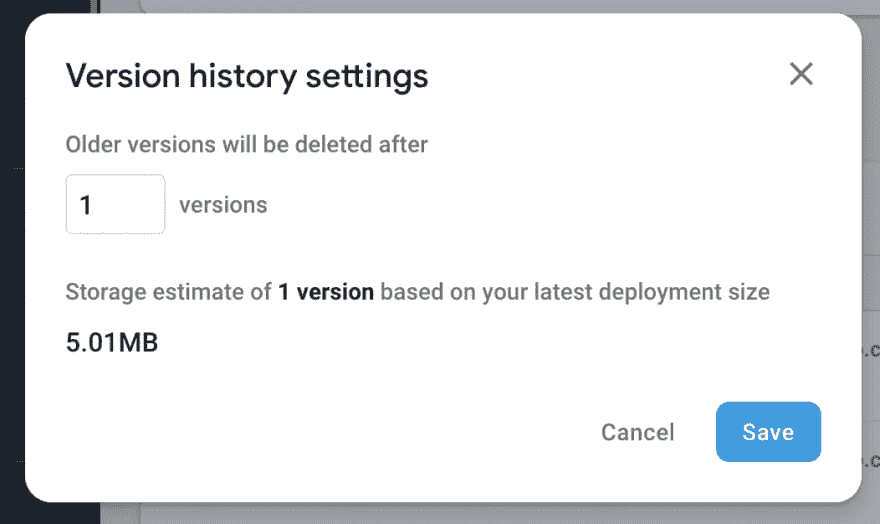 Version history settings
Older versions will be deleted after
1 versions
Storage estimate of 1 version based on your latest deployment size
5.01MB
Cancel Save